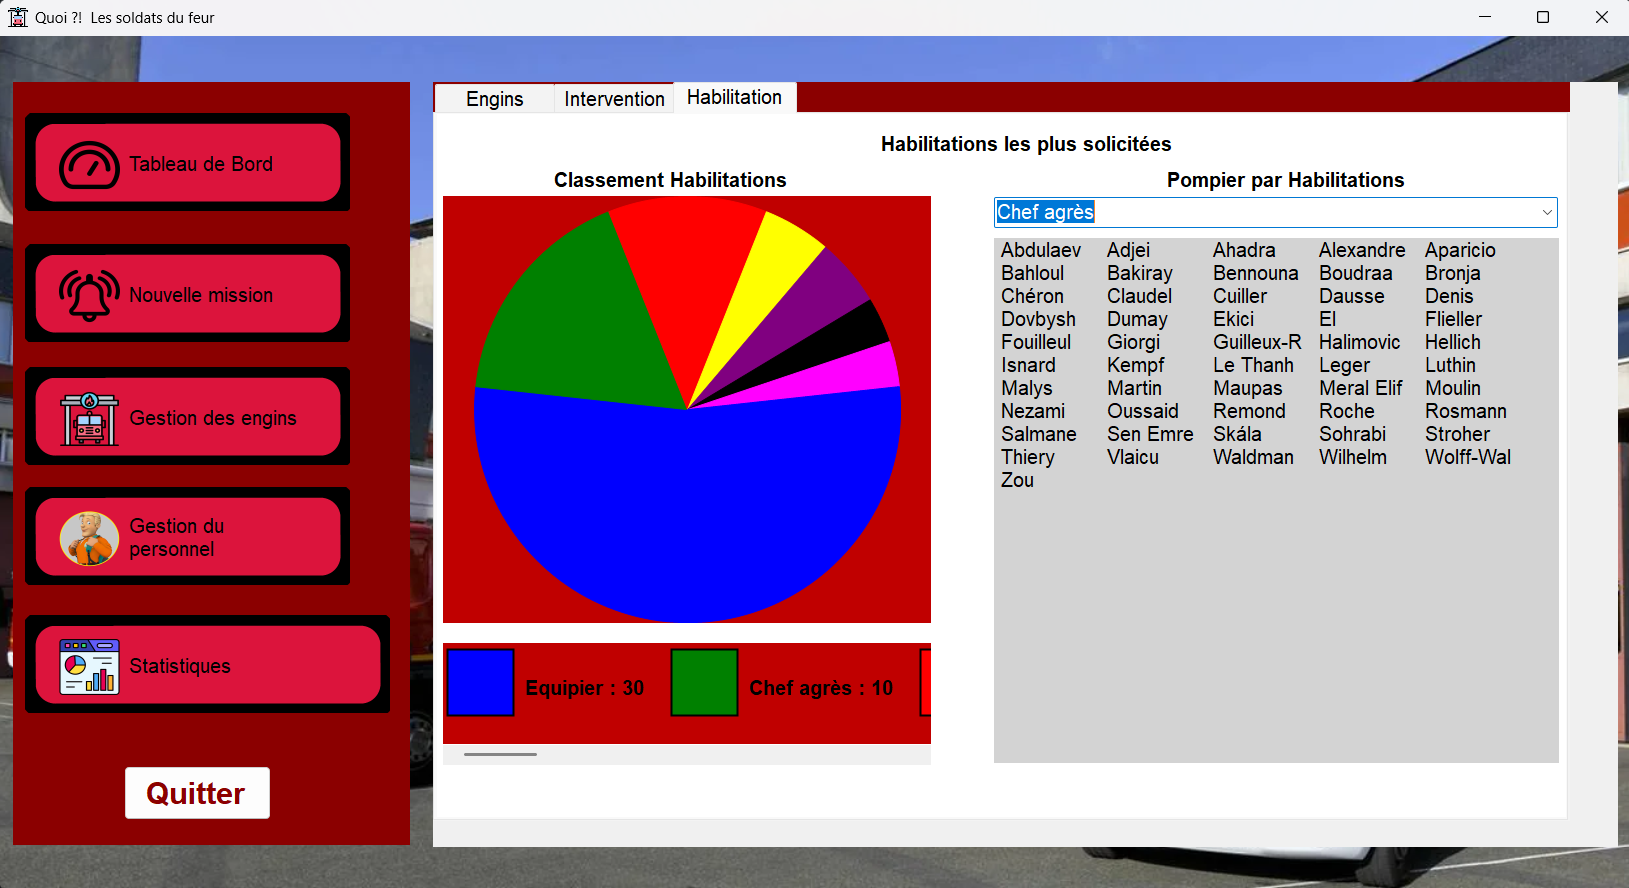 Quoi ?!  Les soldats du feur
Tableau de Bord
Nouvelle mission
Gestion des engins
Gestion du
personnel
Statistiques
Quitter
Engins Intervention Habilitation
Habilitations les plus solicitées
Classement Habilitations
Equipier : 30 Chef agrès : 10
Pompier par Habilitations
Chef agrès
Abdulaev Adjei Ahadra Alexandre Aparicio
Bahloul Bakiray Bennouna Boudraa Bronja
Chéron Claudel Cuiller Dausse Denis
Dovbysh Dumay Ekici El Flieller
Fouilleul Giorgi Guilleux-R Halimovic Hellich
Isnard Kempf Le Thanh Leger Luthin
Malys Martin Maupas Meral Elif Moulin
Nezami Oussaid Remond Roche Rosmann
Salmane Sen Emre Skála Sohrabi Stroher
Thiery Vlaicu Waldman Wilhelm Wolff-Wal
Zou